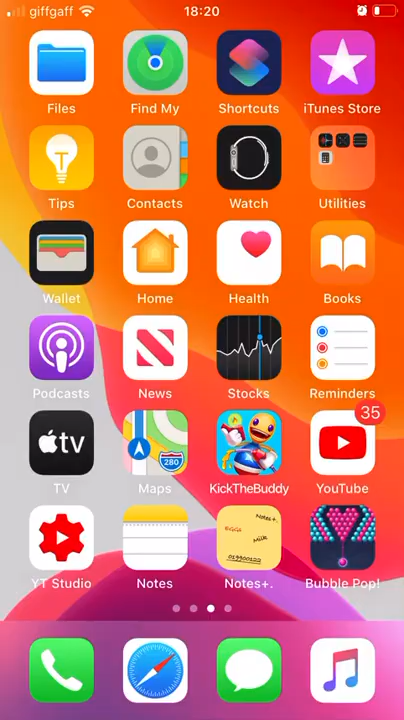 giffgaff 18:20
Files Find My Shortcuts iTunes Store
Tips Contacts Watch Utilities
Wallet Home Health Books
Podcasts News Stocks Reminders
35
tv
280
TV Maps KickTheBuddy YouTube
Notes+.
Eggs
Milk
YT Studio Notes Notes+. Bubble Pop!